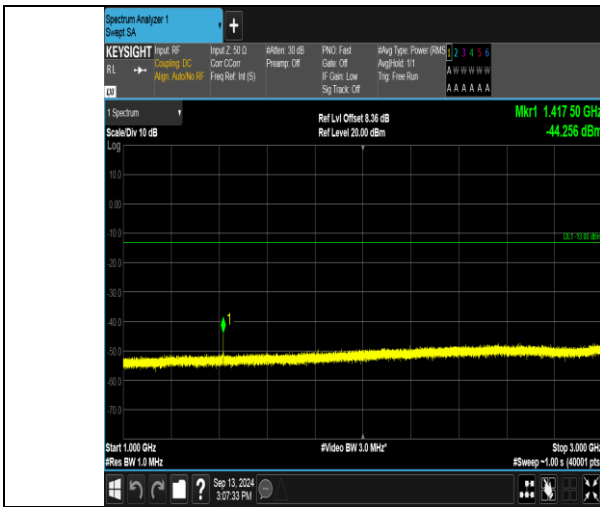 Spectrum Analyzer 1
Swept SA
KEYSIGHT Input: RF Input Z: 50 Ω #Atten: 30 dB PNO: Fast #Avg Type: Power (RMS 1 2 3 4 5 6
RL Coupling: DC Corr CCorr Preamp: Off Gate: Off Avg|Hold: 1/1 A W W W W W
Align: Auto/No RF Freq Ref: Int (S) IF Gain: Low Trig: Free Run
Sig Track: Off A A A A A A
LXI
1 Spectrum Ref Lvl Offset 8.36 dB Mkr1 1.417 50 GHz
Scale/Div 10 dB Ref Level 20.00 dBm -44.256 dBm
Log
10.0
0.00
-10.0
DL1 -13.00 dBm
-20.0
-30.0
-40.0
1
-50.0
-60.0
-70.0
Start 1.000 GHz #Video BW 3.0 MHz* Stop 3.000 GHz
#Res BW 1.0 MHz #Sweep ~1.00 s (40001 pts
? Sep 13, 2024
3:07:33 PM